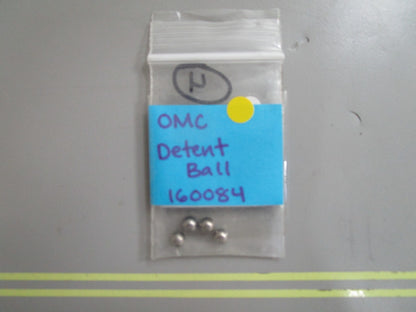 OMC
Detent
Ball
160084